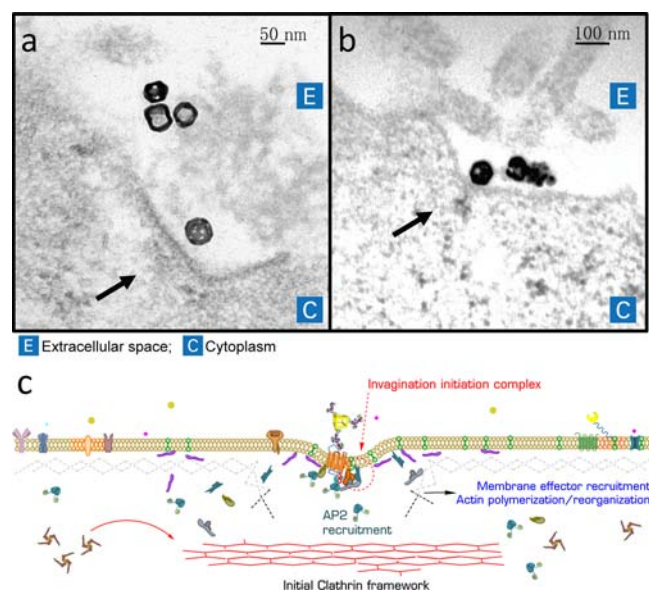 a
50 nm
E
C
b
100 nm
E
C
E Extracellular space; C Cytoplasm
c
Invagination initiation complex
AP2
recruitment
Membrane effector recruitment
Actin polymerization/reorganization
Initial Clathrin framework